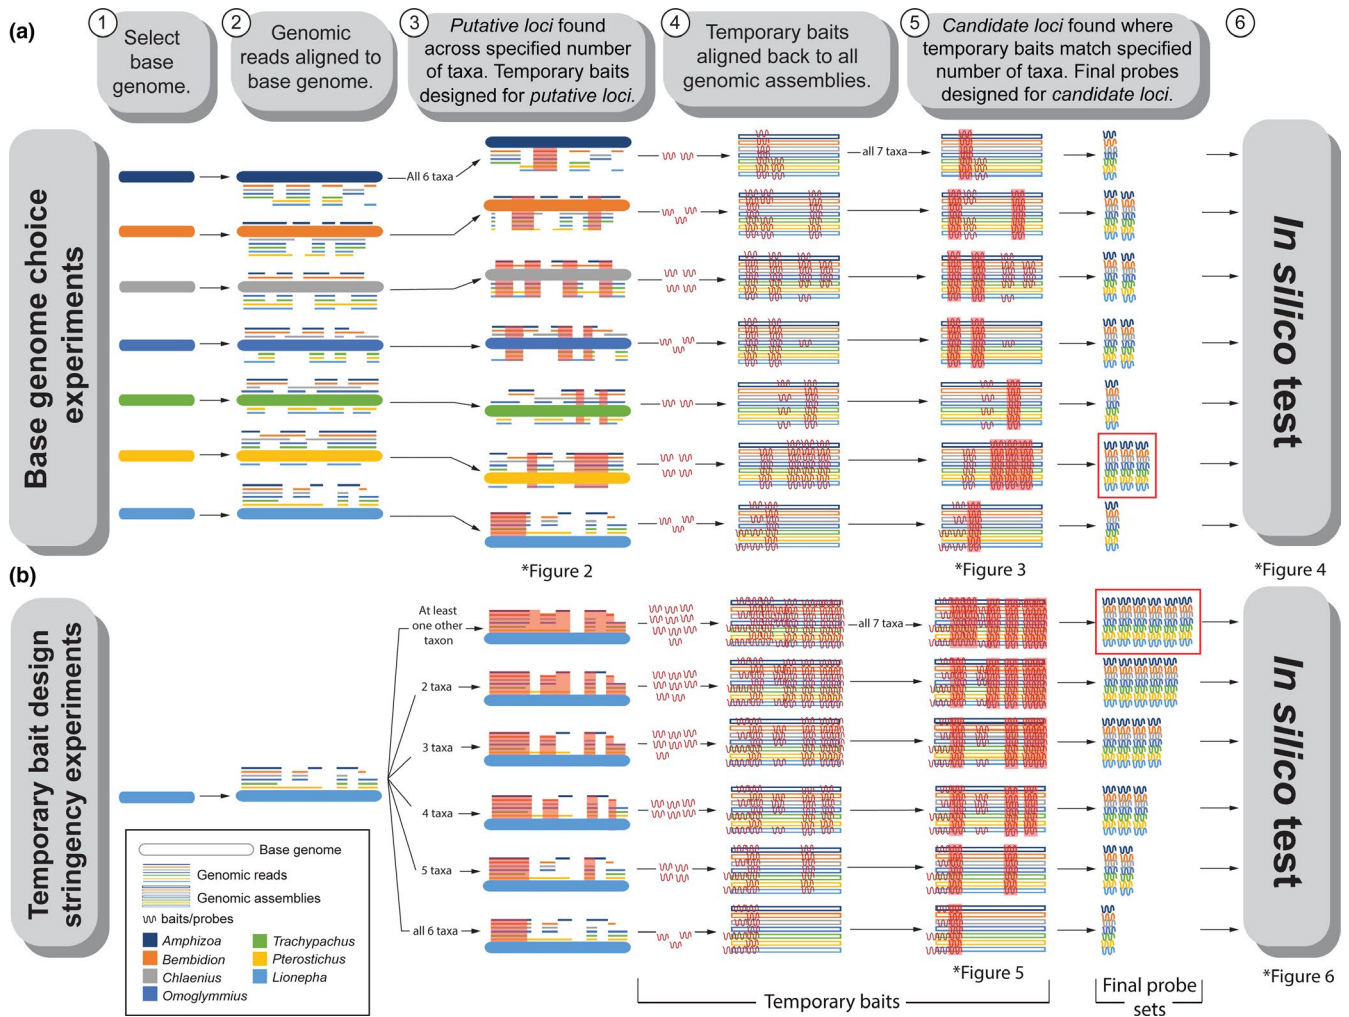 (a)
1
Select
base
genome.
2
Genomic
reads aligned to
base genome.
3
Putative loci found
across specified number
of taxa. Temporary baits
designed for putative loci.
4
Temporary baits
aligned back to all
genomic assemblies.
5
Candidate loci found where
temporary baits match specified
number of taxa. Final probes
designed for candidate loci.
6
Base genome choice
experiments
All 6 taxa
all 7 taxa
In silico test
*Figure 2
*Figure 3
*Figure 4
(b)
Temporary bait design
stringency experiments
At least
one other
taxon
2 taxa
3 taxa
4 taxa
5 taxa
all 6 taxa
all 7 taxa
In silico test
Base genome
Genomic reads
Genomic assemblies
baits/probes
Amphizoa
Bembidion
Chlaenius
Omoglymmius
Trachypachus
Pterostichus
Lionepha
*Figure 5
*Figure 6
Temporary baits
Final probe
sets